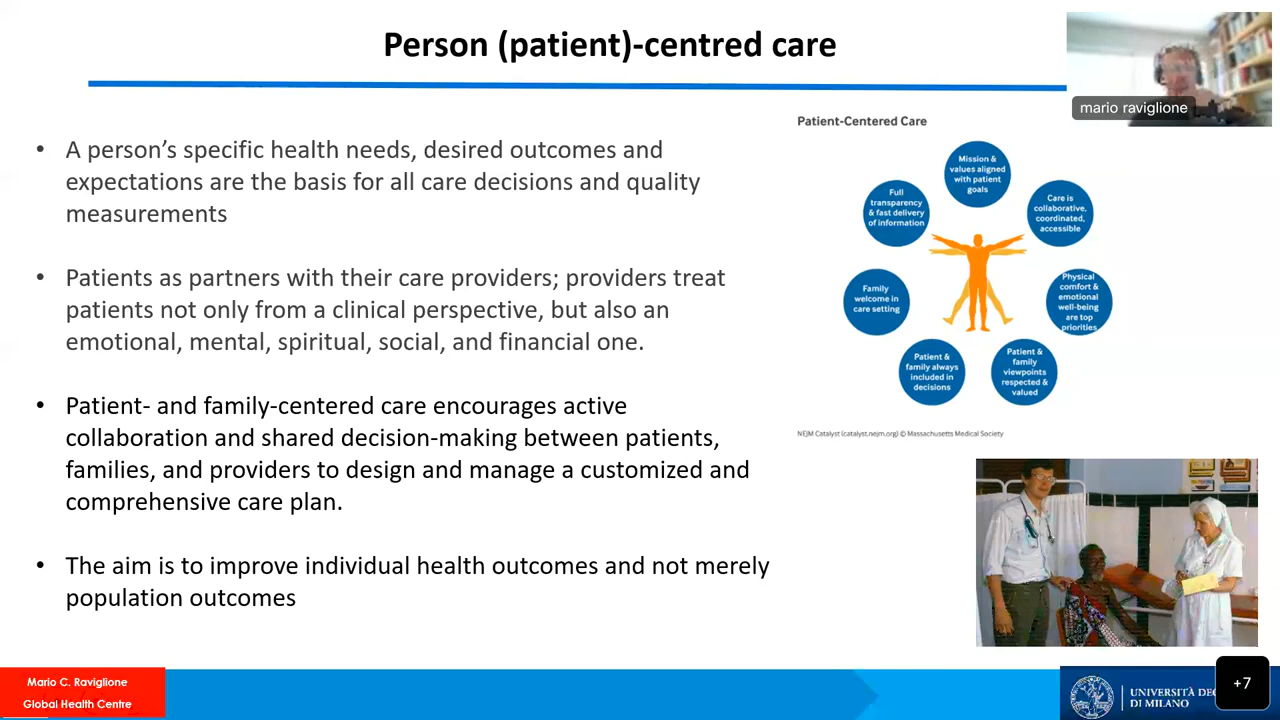 Person (patient)-centred care
mario raviglione
• A person’s specific health needs, desired outcomes and
expectations are the basis for all care decisions and quality
measurements
• Patients as partners with their care providers; providers treat
patients not only from a clinical perspective, but also an
emotional, mental, spiritual, social, and financial one.
• Patient- and family-centered care encourages active
collaboration and shared decision-making between patients,
families, and providers to design and manage a customized and
comprehensive care plan.
• The aim is to improve individual health outcomes and not merely
population outcomes
Patient-Centered Care
Mission &
values aligned
with patient
goals
Care is
collaborative,
coordinated,
accessible
Physical
comfort &
emotional
well-being
are top
priorities
Patient &
family
viewpoints
respected &
valued
Patient &
family always
included in
decisions
Family
welcome in
care setting
Full
transparency
& fast delivery
of information
NEJM Catalyst (catalyst.nejm.org) © Massachusetts Medical Society
Mario C. Raviglione
Global Health Centre
UNIVERSITÀ DE
DI MILANO
+7